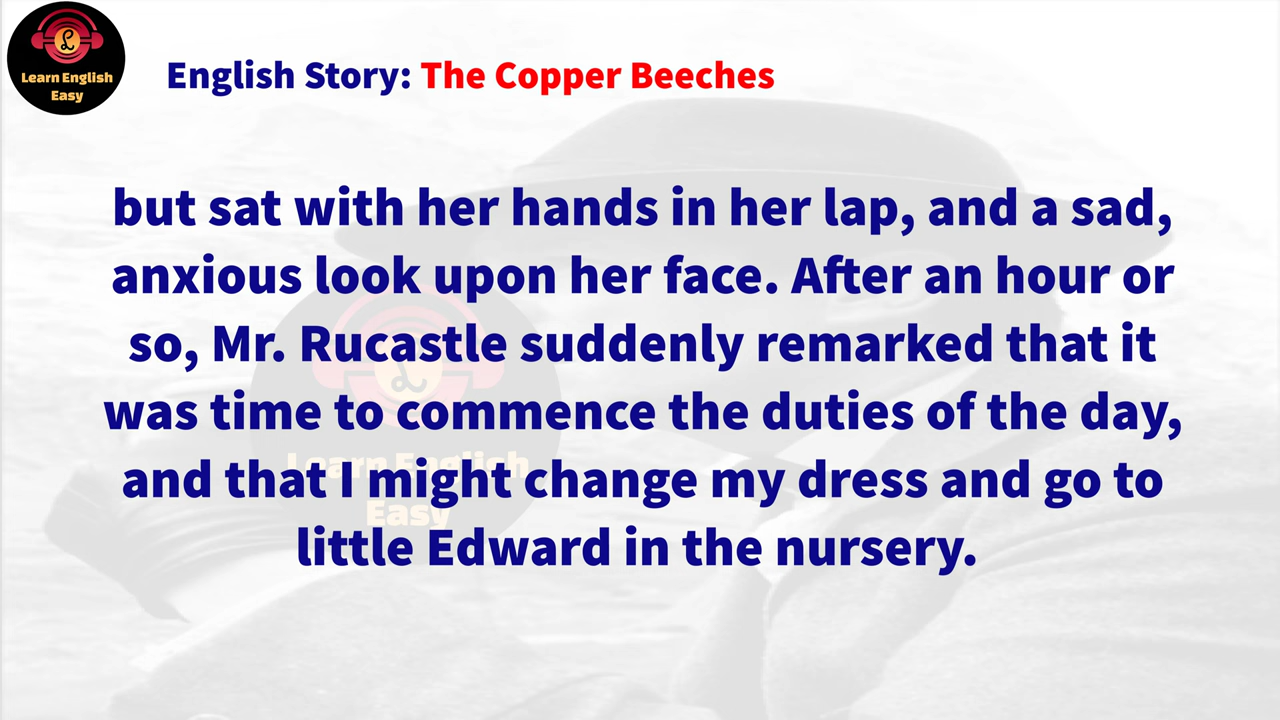 Learn English
Easy
English Story: The Copper Beeches
but sat with her hands in her lap, and a sad,
anxious look upon her face. After an hour or
so, Mr. Rucastle suddenly remarked that it
was time to commence the duties of the day,
and that I might change my dress and go to
little Edward in the nursery.
Learn English
Easy